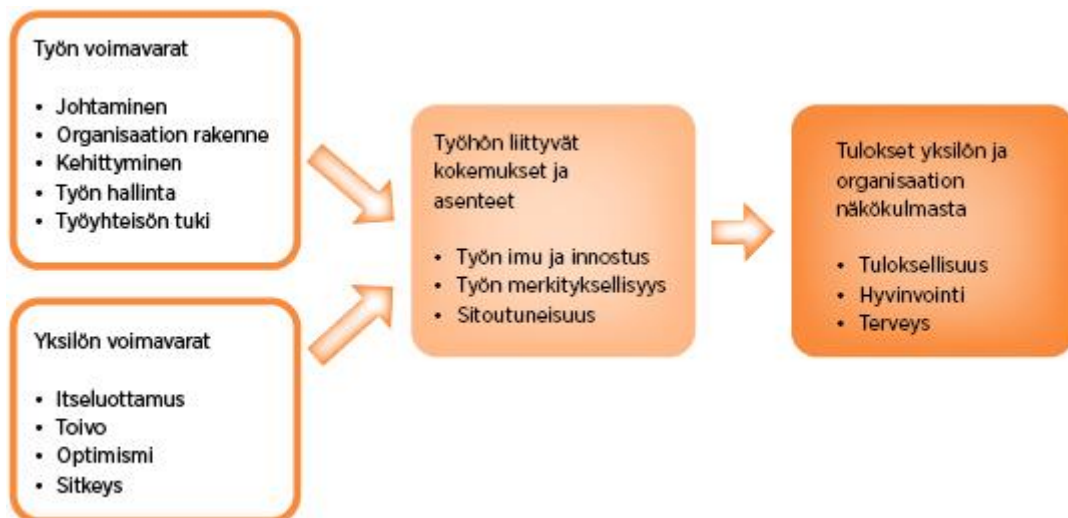 Työn voimavarat
• Johtaminen
• Organisaation rakenne
• Kehittyminen
• Työn hallinta
• Työyhteisön tuki
Yksilön voimavarat
• Itseluottamus
• Toivo
• Optimismi
• Sitkeys
Työhön liittyvät
kokemukset ja
asenteet
• Työn imu ja innostus
• Työn merkityksellisyys
• Sitoutuneisuus
Tulokset yksilön ja
organisaation
näkökulmasta
• Tuloksellisuus
• Hyvinvointi
• Terveys